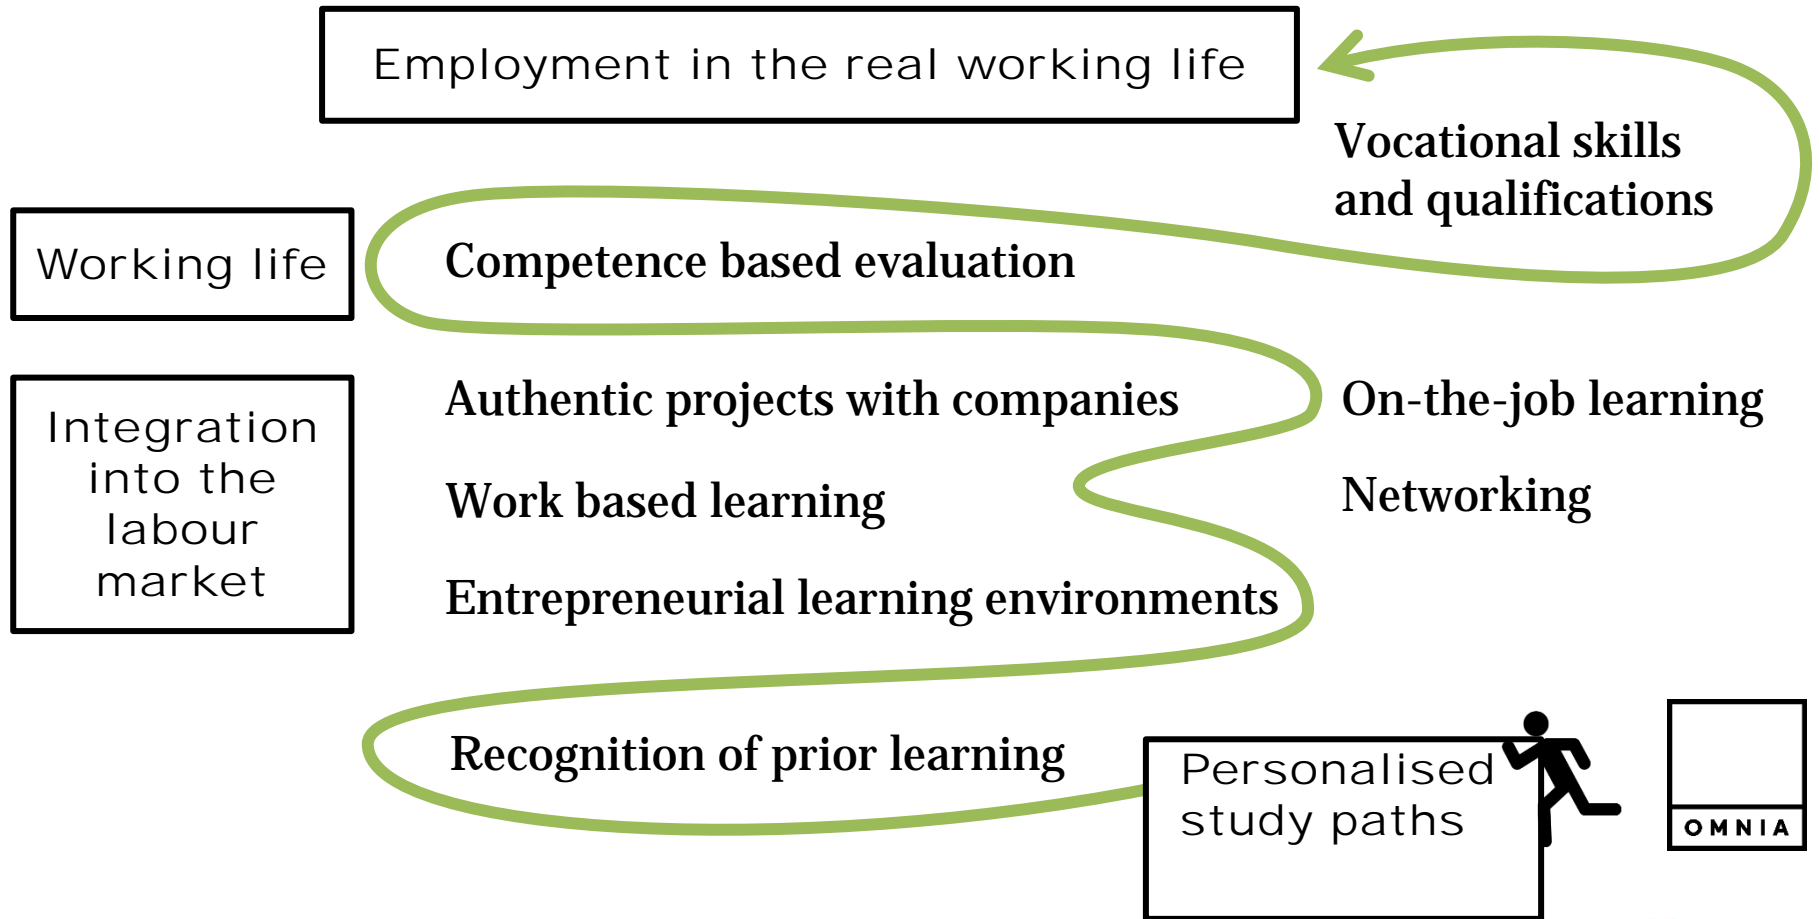 Employment in the real working life
Vocational skills
and qualifications
Working life
Competence based evaluation
Integration
into the
labour
market
Authentic projects with companies
On-the-job learning
Work based learning
Networking
Entrepreneurial learning environments
Recognition of prior learning
Personalised
study paths
OMNIA